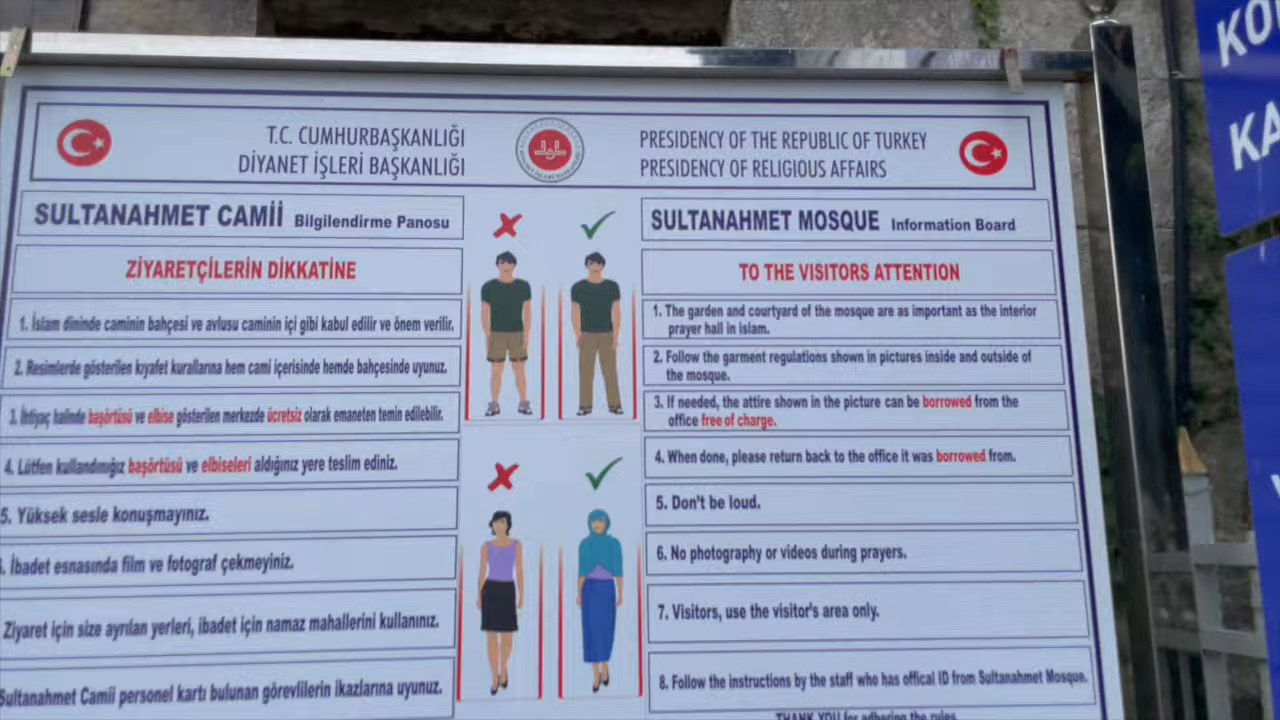 T.C. CUMHURBAŞKANLIĞI
DİYANET İŞLERİ BAŞKANLIĞI
PRESIDENCY OF THE REPUBLIC OF TURKEY
PRESIDENCY OF RELIGIOUS AFFAIRS
SULTANAHMET CAMİİ Bilgilendirme Panosu
ZİYARETÇİLERİN DİKKATİNE
1. İslam dininde caminin bahçesi ve avlusu caminin içi gibi kabul edilir ve önem verilir.
2. Resimlerde gösterilen kıyafet kurallarına hem cami içerisinde hemde bahçesinde uyunuz.
3. İhtiyaç halinde başörtüsü ve elbise gösterilen merkezde ücretsiz olarak emaneten temin edilebilir.
4. Lütfen kullandınığız başörtüsü ve elbiseleri aldığınız yere teslim ediniz.
5. Yüksek sesle konuşmayınız.
. İbadet esnasında film ve fotograf çekmeyiniz.
Ziyaret için size ayrılan yerleri, ibadet için namaz mahallerini kullanınız.
Sultanahmet Camii personel kartı bulunan görevlilerin ikazlarına uyunuz.
SULTANAHMET MOSQUE Information Board
TO THE VISITORS ATTENTION
1. The garden and courtyard of the mosque are as important as the interior
prayer hall in islam.
2. Follow the garment regulations shown in pictures inside and outside of
the mosque.
3. If needed, the attire shown in the picture can be borrowed from the
office free of charge.
4. When done, please return back to the office it was borrowed from.
5. Don't be loud.
6. No photography or videos during prayers.
7. Visitors, use the visitor's area only.
8. Follow the instructions by the staff who has offical ID from Sultanahmet Mosque.
THANK YOU for adhering the rules.
KO
KA